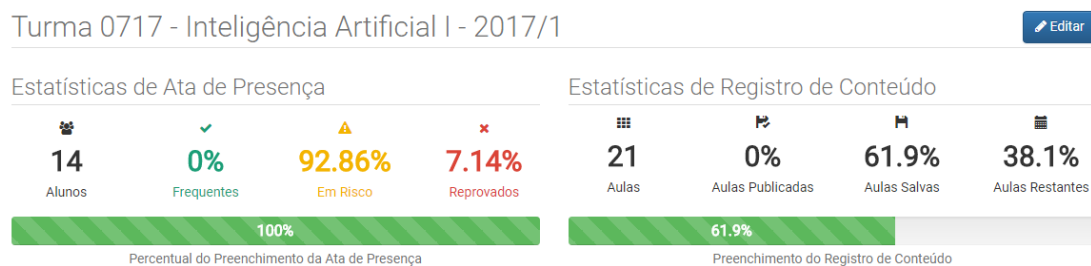 Turma 0717 - Inteligência Artificial I - 2017/1
Editar
Estatísticas de Ata de Presença
14
Alunos
0%
Frequentes
92.86%
Em Risco
7.14%
Reprovados
100%
Percentual do Preenchimento da Ata de Presença
Estatísticas de Registro de Conteúdo
21
Aulas
0%
Aulas Publicadas
61.9%
Aulas Salvas
38.1%
Aulas Restantes
61.9%
Preenchimento do Registro de Conteúdo